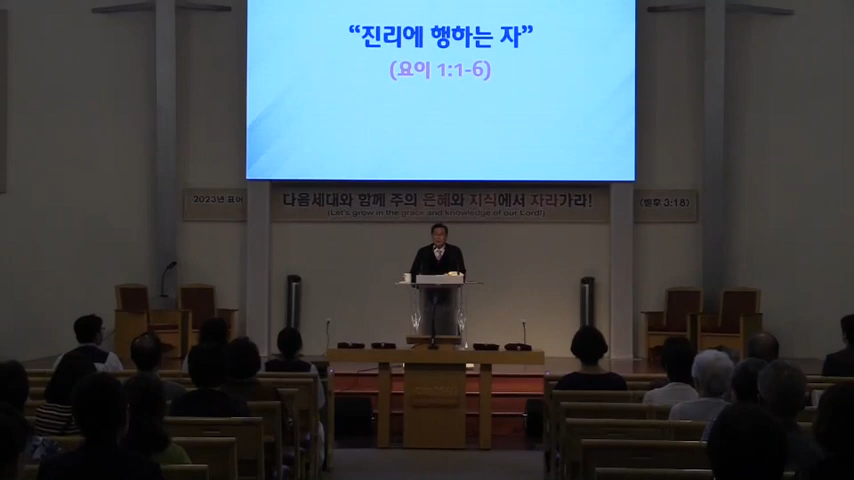 “진리에 행하는 자”
(요이 1:1-6)
2023년 표어
다음세대와 함께 주의 은혜와 지식에서 자라가라!
(Let's grow in the grace and knowledge of our Lord!)
(벧후 3:18)